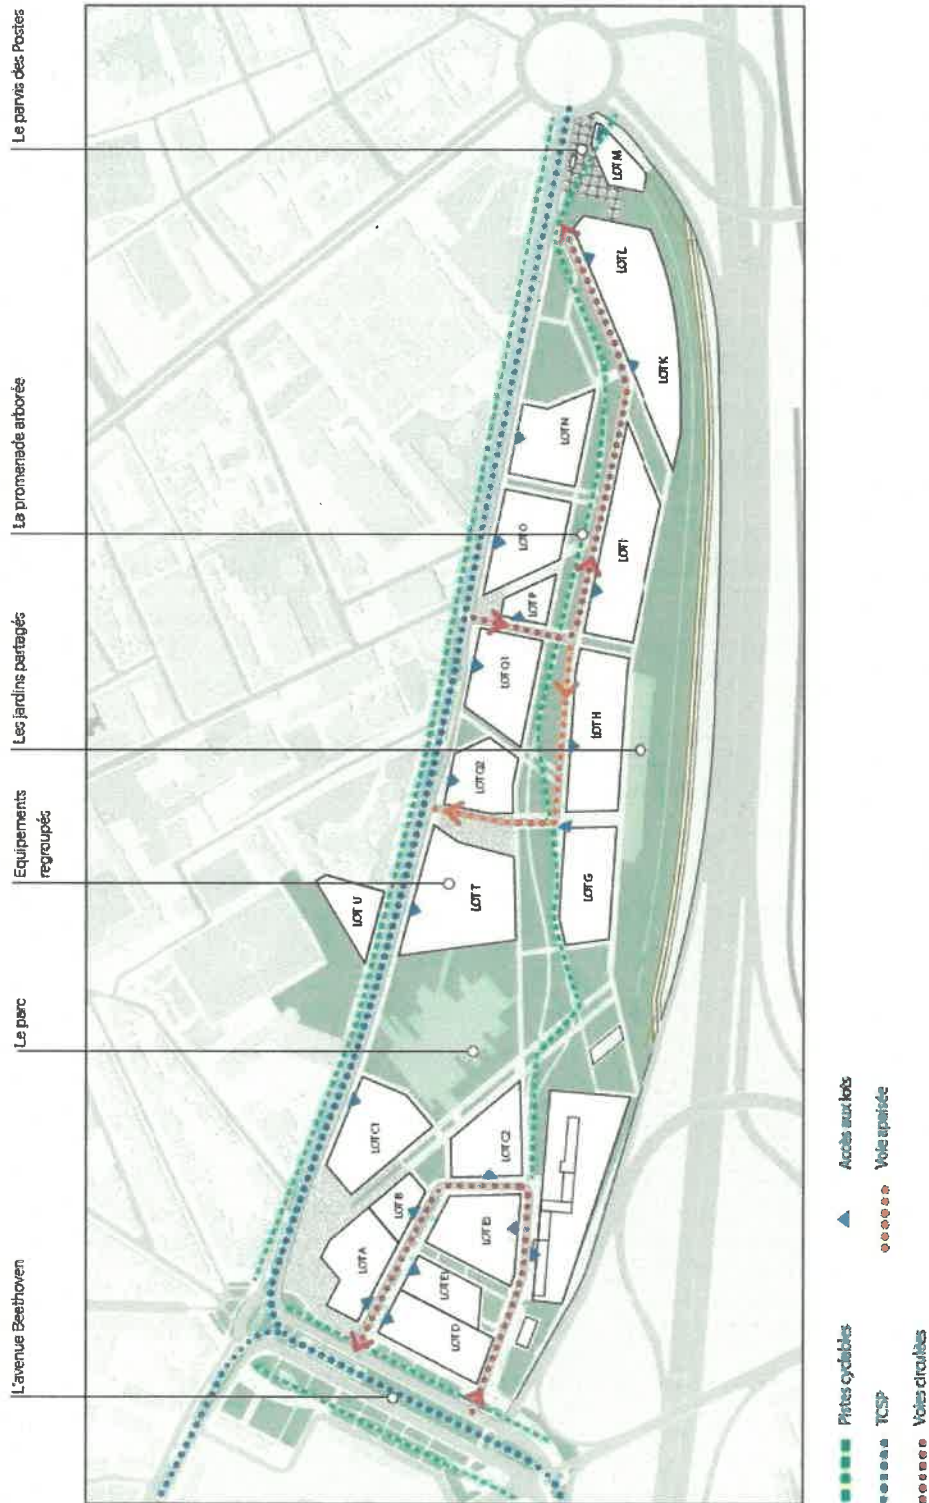 L'avenue Beethoven
Le parc
Equipements
regroupés
Les jardins partagés
La promenade arborée
Le parvis des Postes
LOT A
LOT B
LOT C1
LOT C2
LOT D
LOT E1
LOT U
LOT T
LOT G
LOT Q2
LOT H
LOT Q1
LOT P
LOT O
LOT I
LOT N
LOT K
LOT L
LOT M
Pistes cyclables
TCSP
Voies circulées
Accès aux lots
Voie apaisée